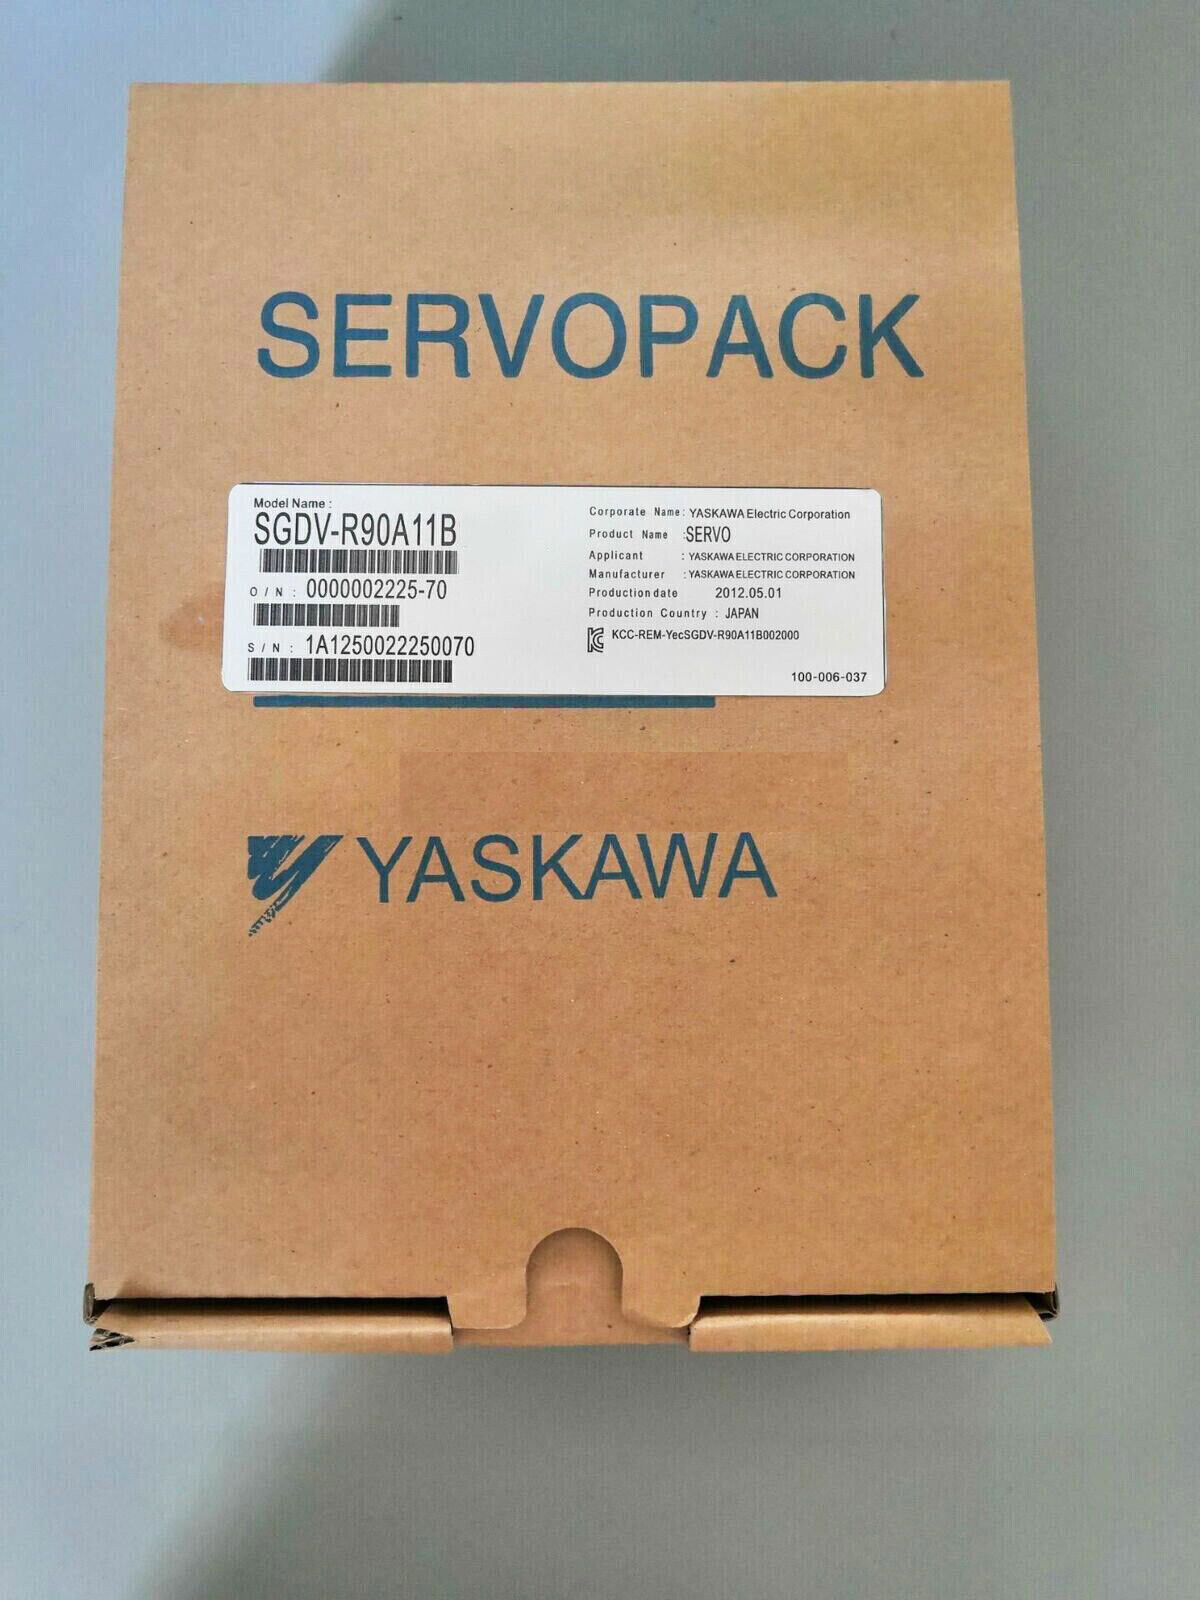 SERVOPACK
Model Name :
SGDV-R90A11B
O/N : 0000002225-70
S/N : 1A1250022250070
Corporate Name : YASKAWA Electric Corporation
Product Name : SERVO
Applicant : YASKAWA ELECTRIC CORPORATION
Manufacturer : YASKAWA ELECTRIC CORPORATION
Production date 2012.05.01
Production Country : JAPAN
KCC-REM-YecSGDV-R90A11B002000
100-006-037
YASKAWA